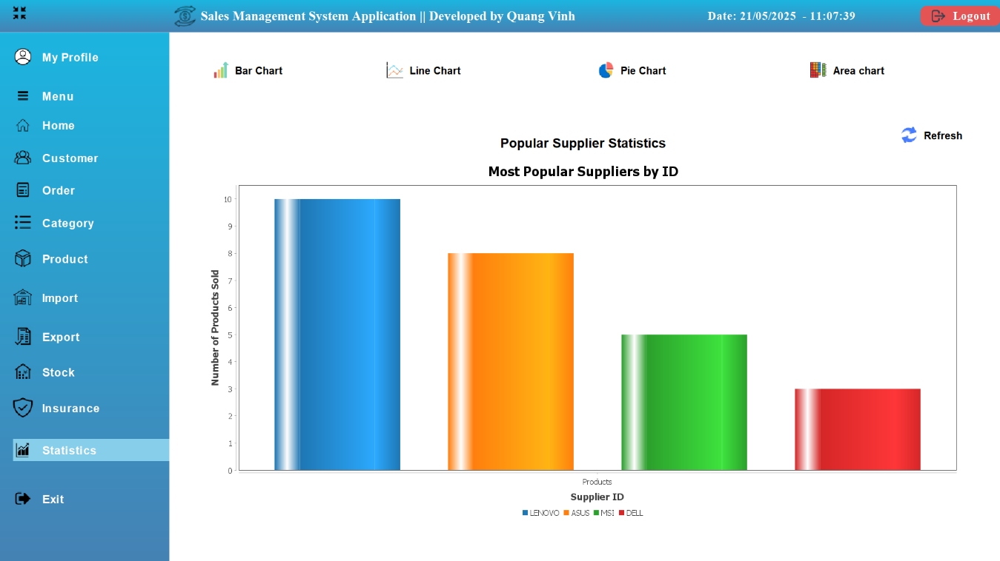 Sales Management System Application || Developed by Quang Vinh
Date: 21/05/2025 - 11:07:39
Logout
My Profile
Menu
Home
Customer
Order
Category
Product
Import
Export
Stock
Insurance
Statistics
Exit
Bar Chart
Line Chart
Pie Chart
Area chart
Refresh
Popular Supplier Statistics
Most Popular Suppliers by ID
Number of Products Sold
10
9
8
7
6
5
4
3
2
1
0
Products
Supplier ID
LENOVO ASUS MSI DELL